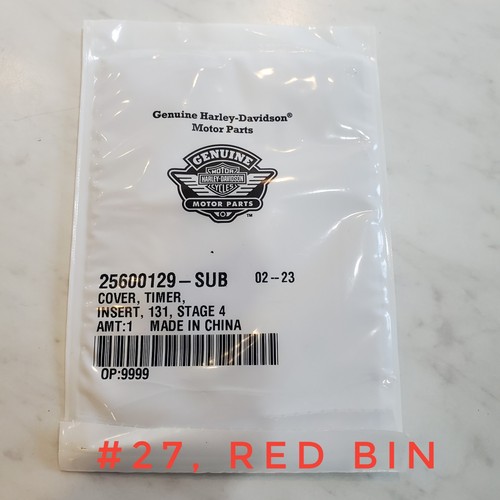 Genuine Harley-Davidson®
Motor Parts
GENUINE
MOTOR
HARLEY-DAVIDSON
CYCLES
MOTOR PARTS
™
25600129-SUB 02-23
COVER, TIMER,
INSERT, 131, STAGE 4
AMT:1 MADE IN CHINA
OP:9999
#27, RED BIN